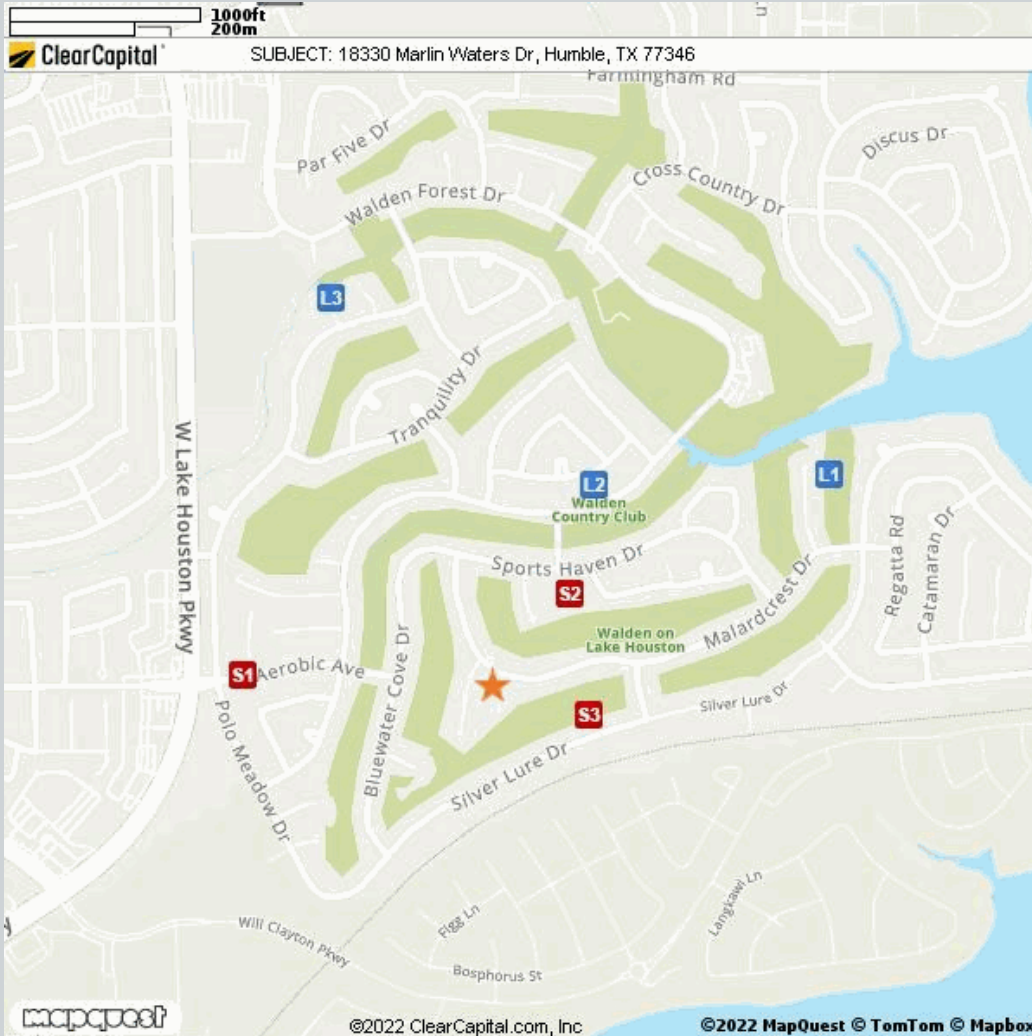 1000ft
200m
ClearCapital
SUBJECT: 18330 Marlin Waters Dr, Humble, TX 77346
Farmingham Rd
Par Five Dr
Discus Dr
Cross Country Dr
Walden Forest Dr
L3
Tranquility Dr
W Lake Houston Pkwy
L1
L2
Walden
Country Club
Regatta Rd
Catamaran Dr
Sports Haven Dr
S2
Malardcrest Dr
Walden on
Lake Houston
S1
Aerobic Ave
Bluewater Cove Dr
Silver Lure Dr
S3
Polo Meadow Dr
Silver Lure Dr
Langkawi Ln
Figg Ln
Will Clayton Pkwy
Bosphorus St
y
mapquest
©2022 ClearCapital.com, Inc
©2022 MapQuest © TomTom © Mapbox